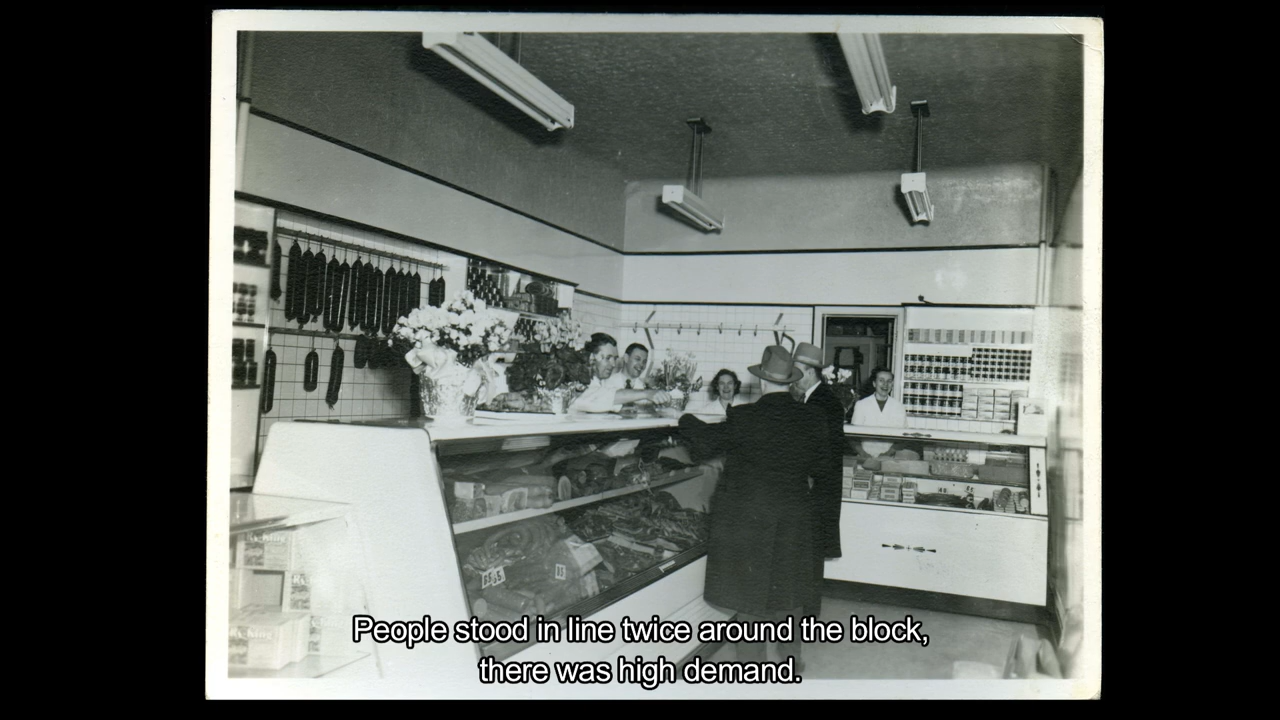 People stood in line twice around the block,
there was high demand.